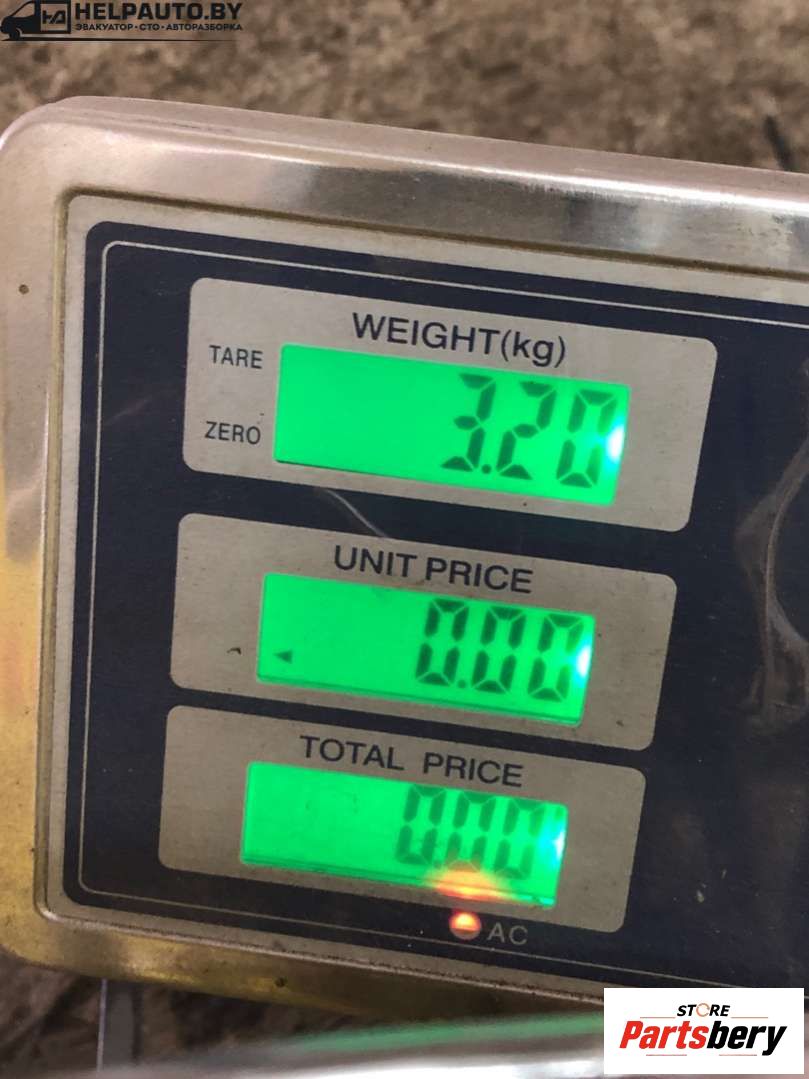 HELPAUTO.BY
ЭВАКУАТОР · СТО · АВТОРАЗБОРКА
WEIGHT(kg)
TARE
3.20
ZERO
UNIT PRICE
0.00
TOTAL PRICE
0.00
AC
STORE
Partsbery